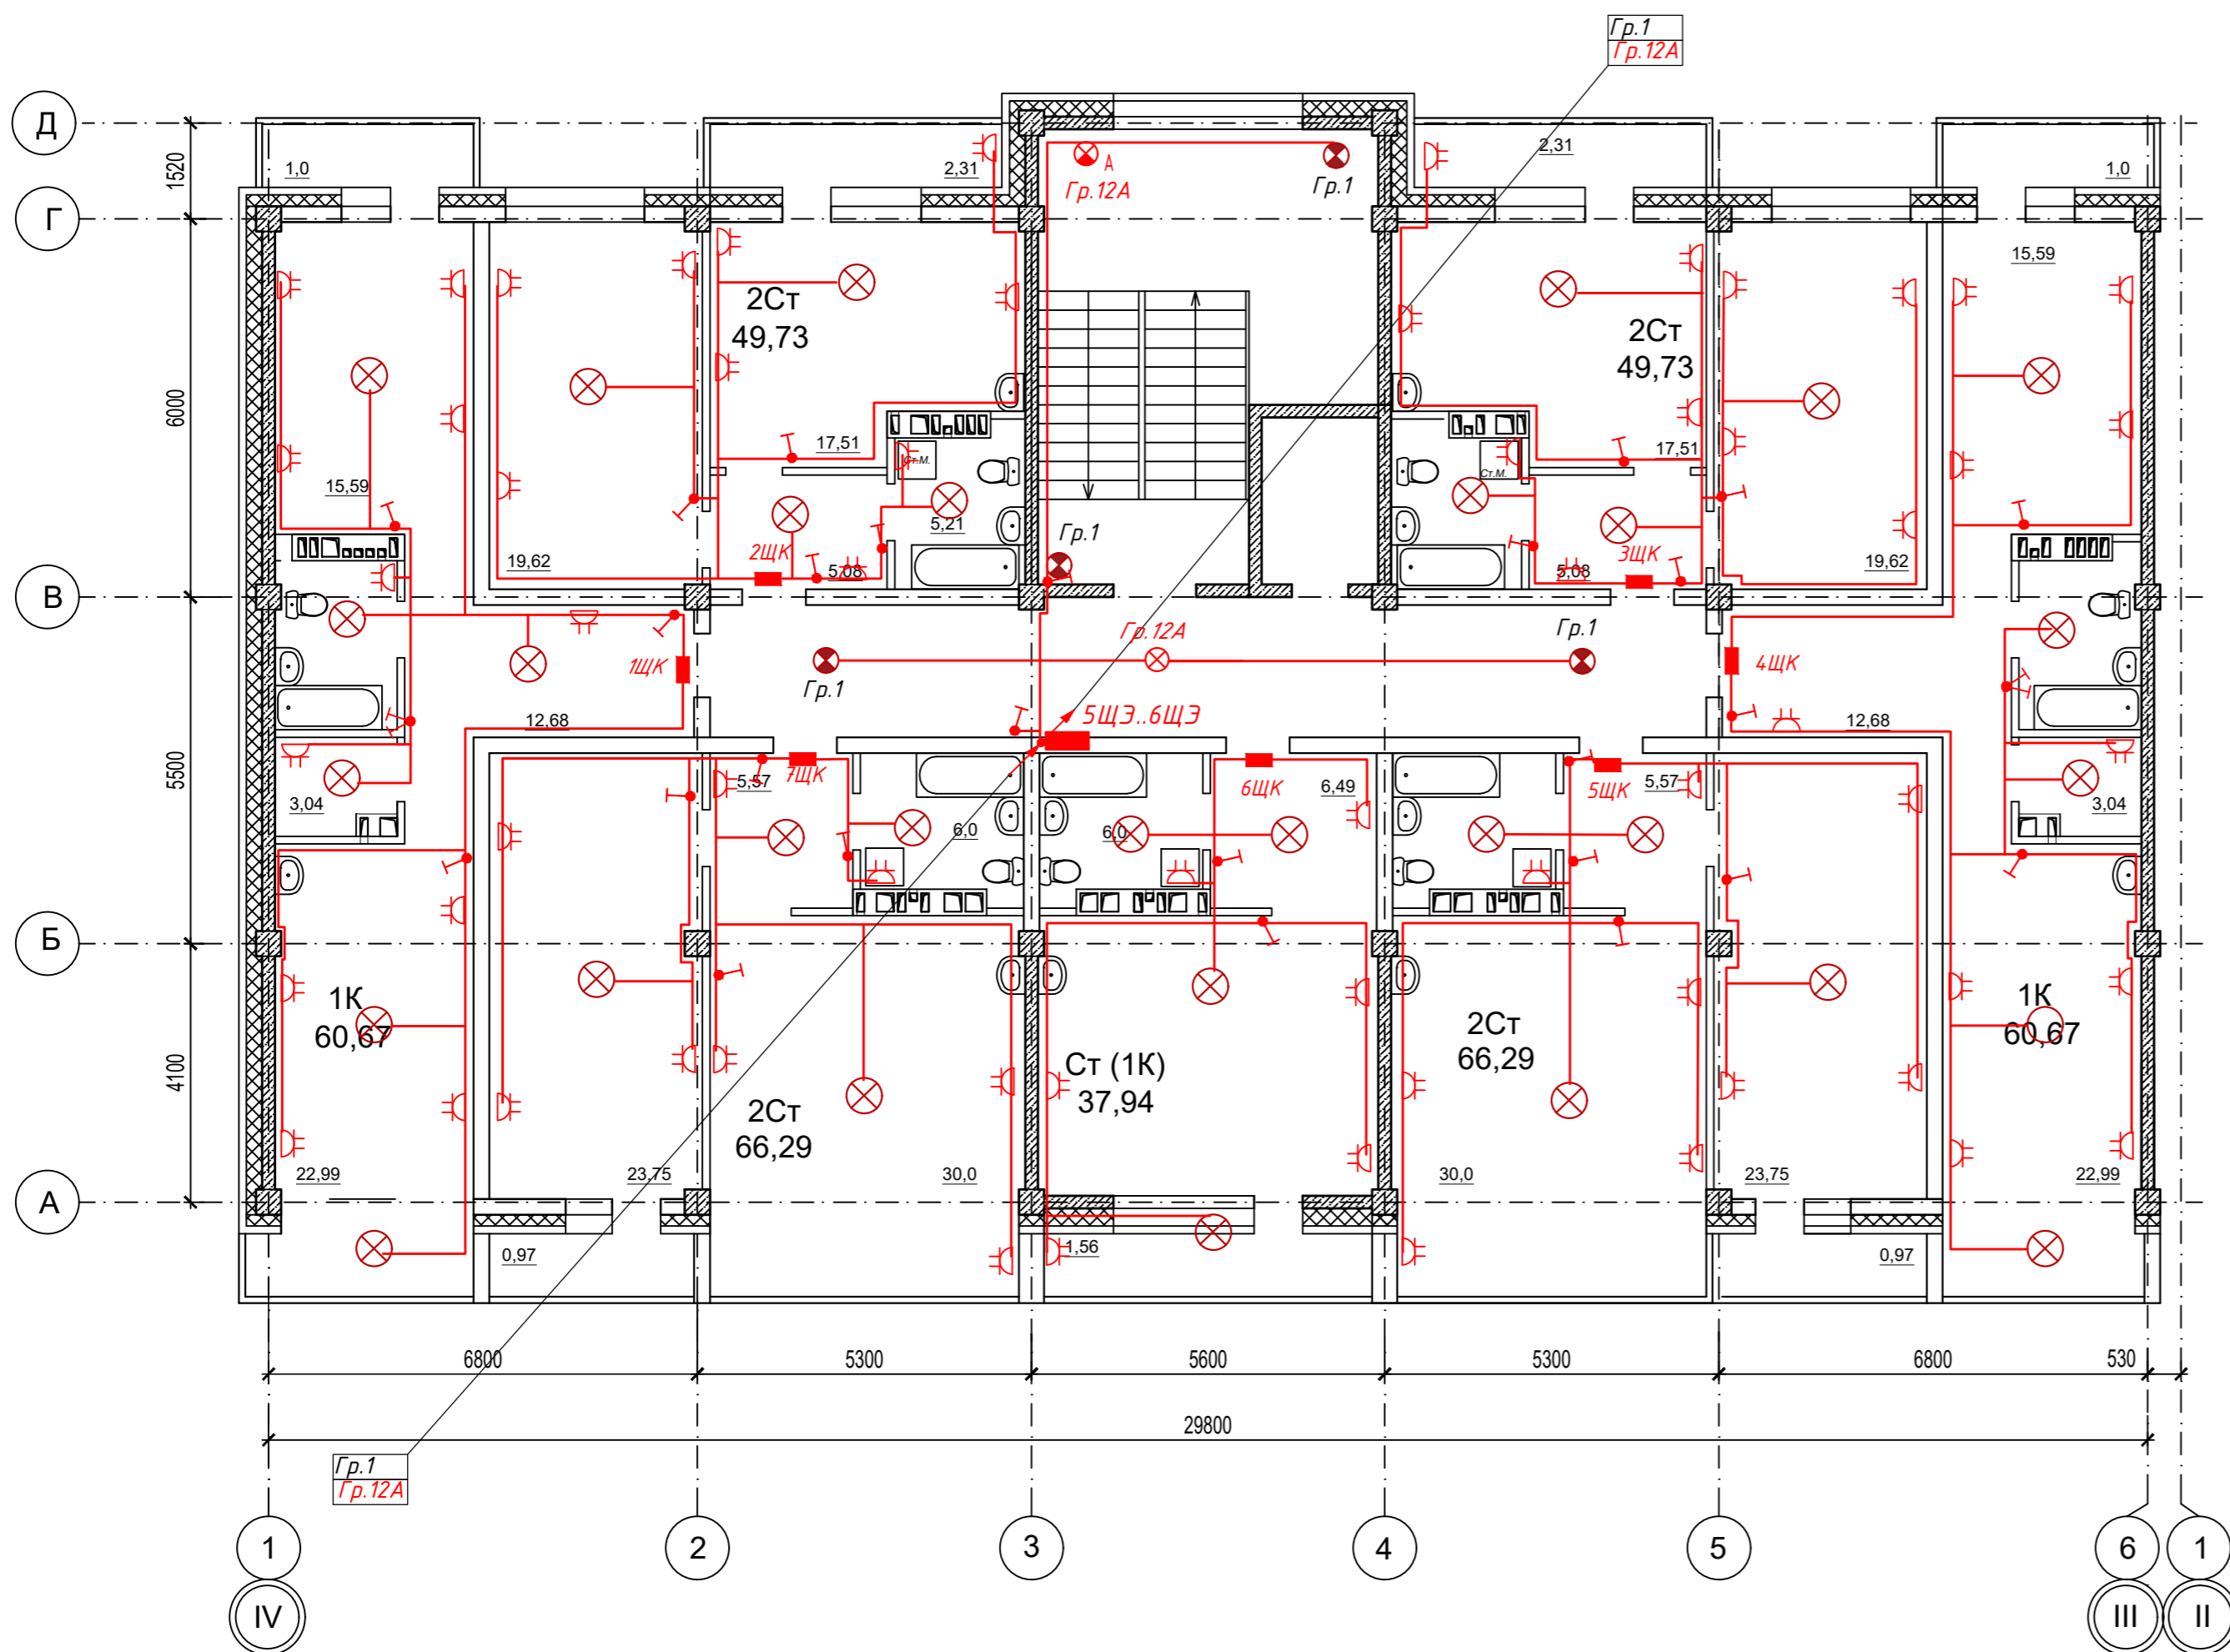 Гр.1
Гр.12А
Д
1520
1,0
2,31
А
Гр.12А
Гр.1
2,31
1,0
Г
15,59
2Ст
49,73
2Ст
49,73
6000
17,51
Ст.М.
17,51
Ст.М.
15,59
5,21
Гр.1
19,62
2ЩК
5,08
5,08
3ЩК
19,62
В
Гр.12А
Гр.1
1ЩК
Гр.1
4ЩК
12,68
5ЩЭ..6ЩЭ
12,68
5500
5,57
7ЩК
6ЩК
6,49
5ЩК
5,57
3,04
6,0
6,0
3,04
Б
1К
60,67
2Ст
66,29
Ст (1К)
37,94
2Ст
66,29
1К
60,67
4100
22,99
23,75
30,0
30,0
23,75
22,99
А
0,97
1,56
0,97
6800
5300
5600
5300
6800
530
29800
Гр.1
Гр.12А
1
2
3
4
5
6
1
IV
III
II